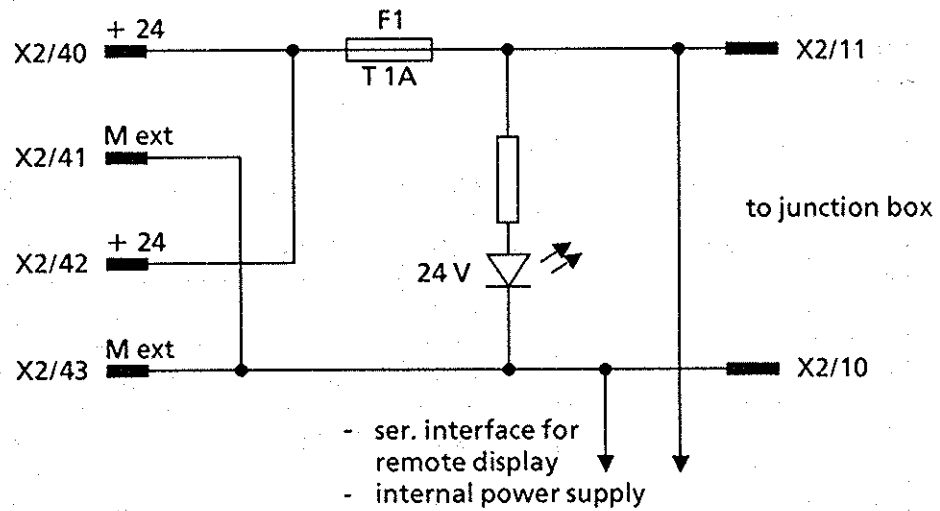 + 24
X2/40
F1
T 1A
X2/11
M ext
X2/41
to junction box
+ 24
X2/42
24 V
M ext
X2/43
X2/10
- ser. interface for
remote display
- internal power supply